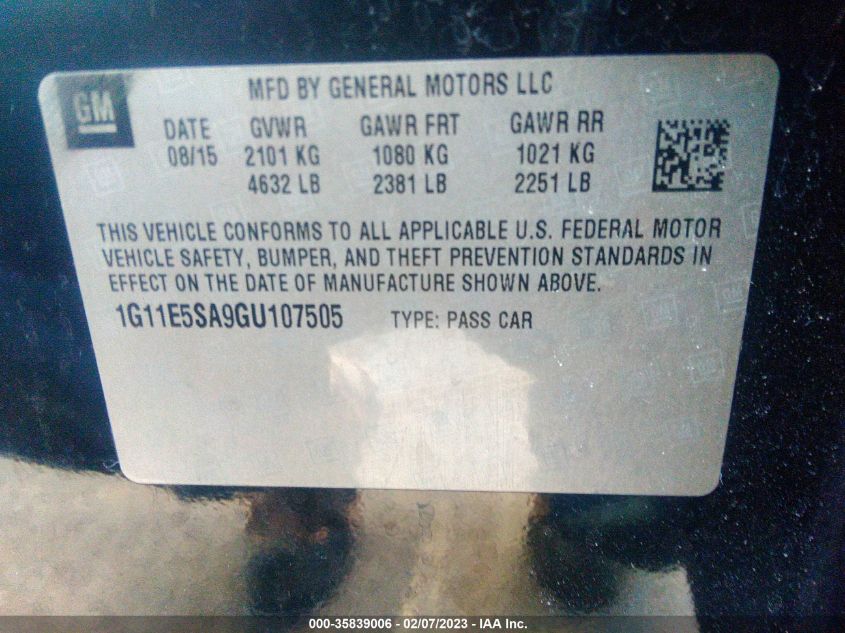 GM
MFD BY GENERAL MOTORS LLC
DATE GVWR GAWR FRT GAWR RR
08/15 2101 KG 1080 KG 1021 KG
4632 LB 2381 LB 2251 LB
THIS VEHICLE CONFORMS TO ALL APPLICABLE U.S. FEDERAL MOTOR
VEHICLE SAFETY, BUMPER, AND THEFT PREVENTION STANDARDS IN
EFFECT ON THE DATE OF MANUFACTURE SHOWN ABOVE.
1G11E5SA9GU107505 TYPE: PASS CAR
000-35839006 - 02/07/2023 - IAA Inc.